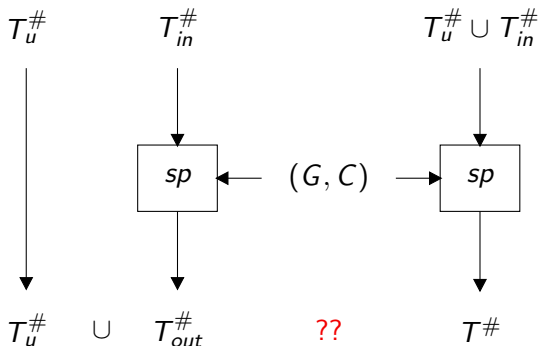 T_u^# T_in^# T_u^# ∪ T_in^#
sp (G, C) sp
T_u^# ∪ T_out^# ?? T^#